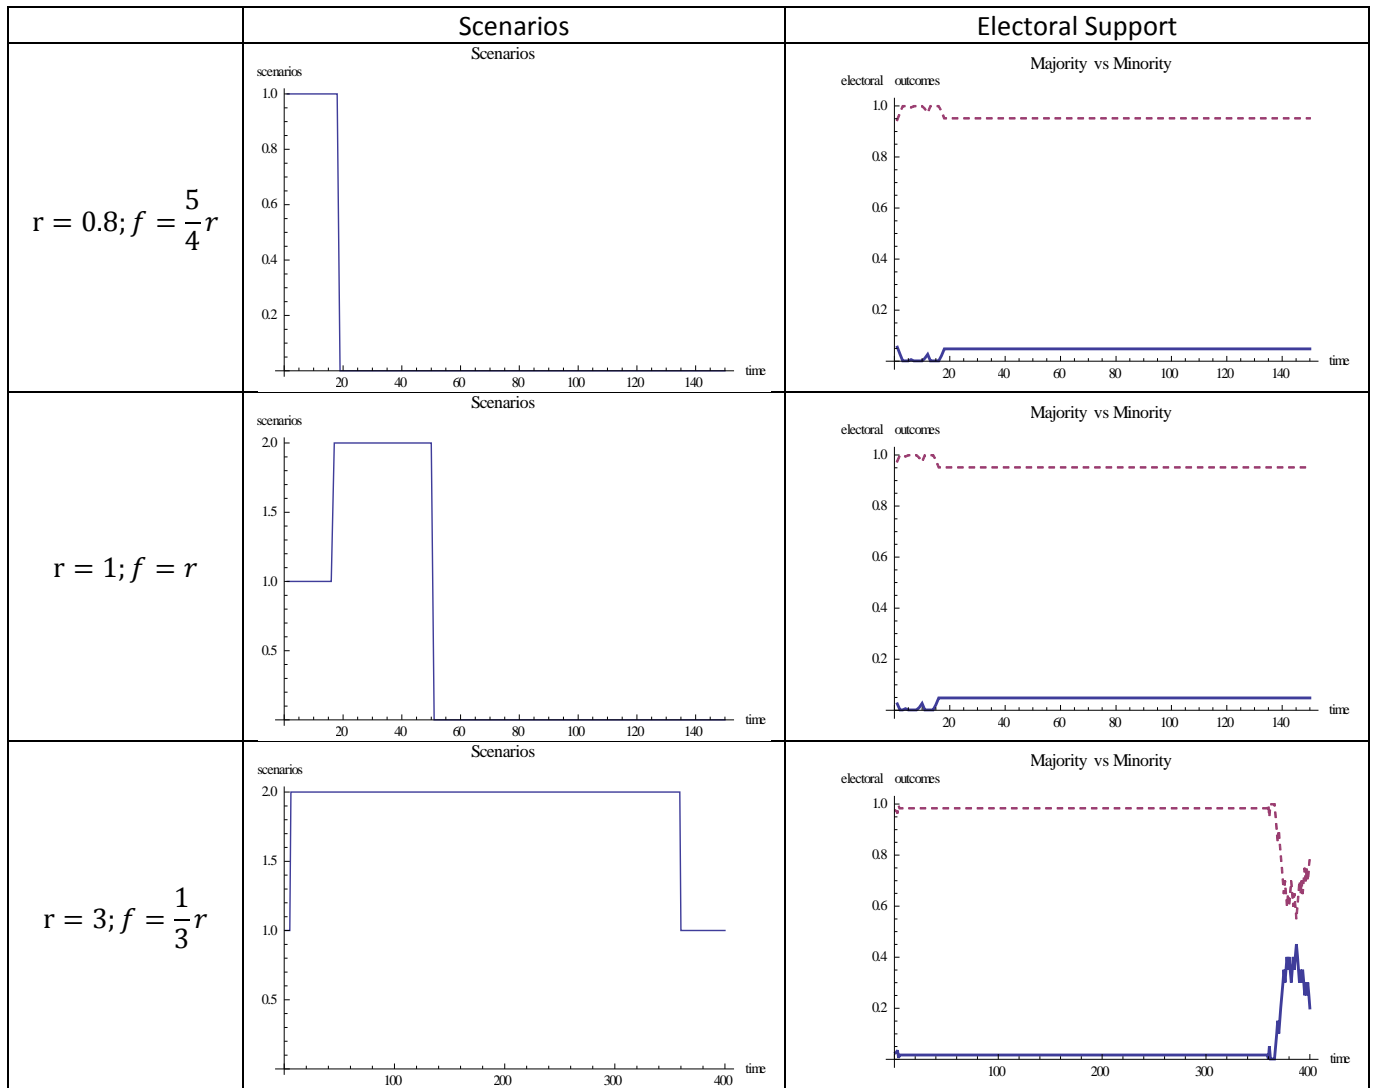 Scenarios
Electoral Support
r = 0.8; f = 5/4 r
Scenarios
scenarios
1.0
0.8
0.6
0.4
0.2
20 40 60 80 100 120 140
time
Majority vs Minority
electoral outcomes
1.0
0.8
0.6
0.4
0.2
20 40 60 80 100 120 140
time
r = 1; f = r
Scenarios
scenarios
2.0
1.5
1.0
0.5
20 40 60 80 100 120 140
time
Majority vs Minority
electoral outcomes
1.0
0.8
0.6
0.4
0.2
20 40 60 80 100 120 140
time
r = 3; f = 1/3 r
Scenarios
scenarios
2.0
1.5
1.0
0.5
100 200 300 400
time
Majority vs Minority
electoral outcomes
1.0
0.8
0.6
0.4
0.2
100 200 300 400
time